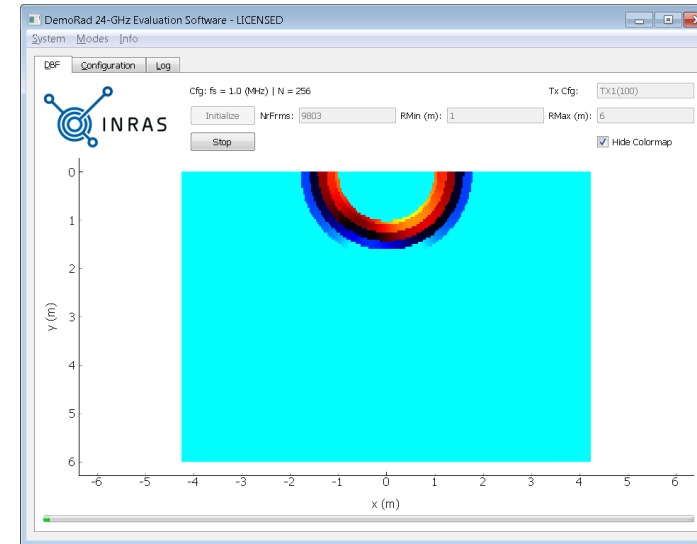 DemoRad 24-GHz Evaluation Software - LICENSED
System Modes Info
DBF Configuration Log
INRAS
Cfg: fs = 1.0 (MHz) | N = 256 Tx Cfg: TX1(100)
Initialize NrFrms: 9803 RMin (m): 1 RMax (m): 6
Stop Hide Colormap
0
1
2
3
4
5
6
y (m)
-6 -5 -4 -3 -2 -1 0 1 2 3 4 5 6
x (m)